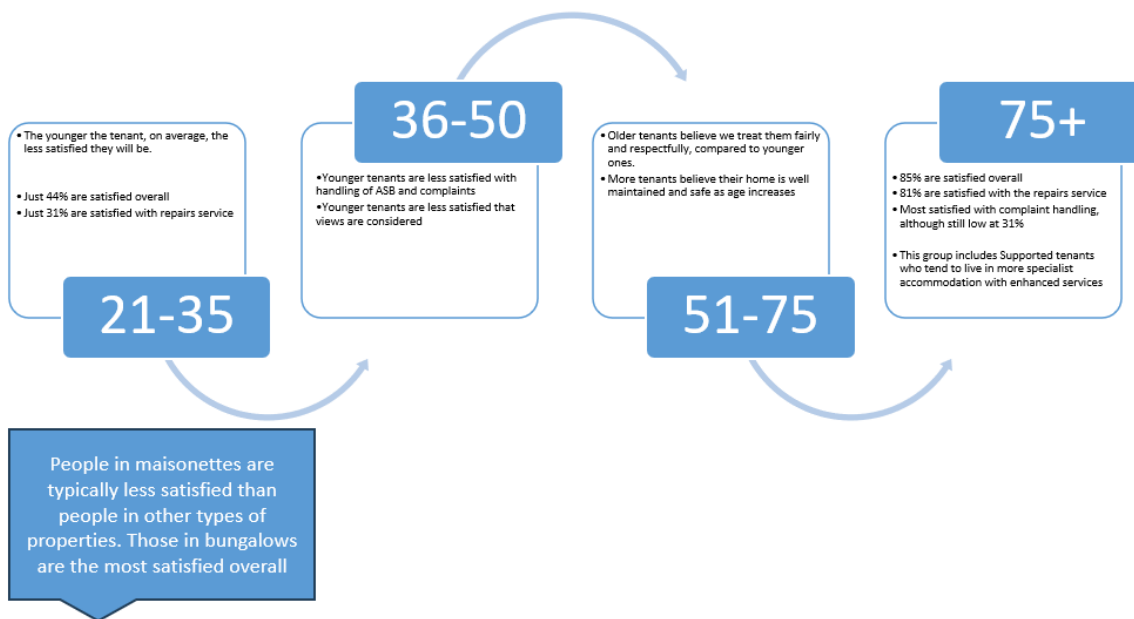 • The younger the tenant, on average, the
less satisfied they will be.
• Just 44% are satisfied overall
• Just 31% are satisfied with repairs service
21-35
36-50
•Younger tenants are less satisfied with
handling of ASB and complaints
•Younger tenants are less satisfied that
views are considered
• Older tenants believe we treat them fairly
and respectfully, compared to younger
ones.
• More tenants believe their home is well
maintained and safe as age increases
51-75
75+
• 85% are satisfied overall
• 81% are satisfied with the repairs service
• Most satisfied with complaint handling,
although still low at 31%
• This group includes Supported tenants
who tend to live in more specialist
accommodation with enhanced services
People in maisonettes are
typically less satisfied than
people in other types of
properties. Those in bungalows
are the most satisfied overall